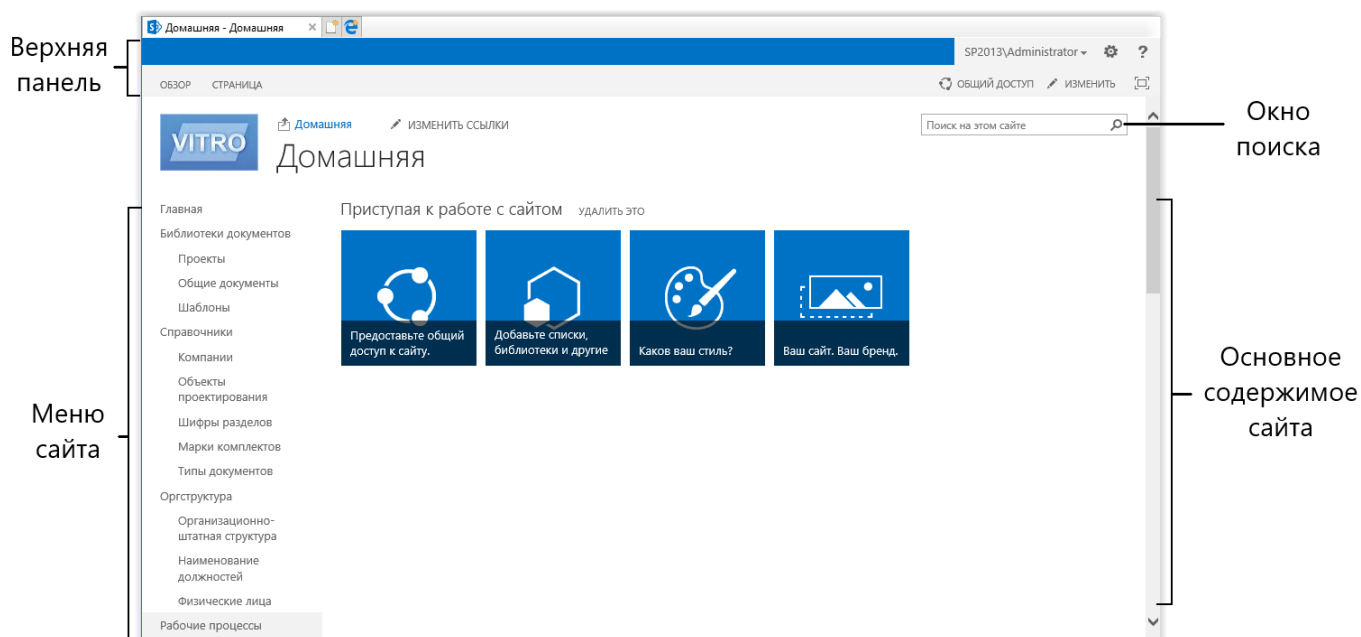 Домашняя - Домашняя
Верхняя
панель
SP2013\Administrator
?
ОБЗОР СТРАНИЦА
ОБЩИЙ ДОСТУП ИЗМЕНИТЬ
VITRO
Домашняя ИЗМЕНИТЬ ССЫЛКИ
Домашняя
Поиск на этом сайте
Окно
поиска
Меню
сайта
Главная
Библиотеки документов
Проекты
Общие документы
Шаблоны
Справочники
Компании
Объекты
проектирования
Шифры разделов
Марки комплектов
Типы документов
Оргструктура
Организационно-
штатная структура
Наименование
должностей
Физические лица
Рабочие процессы
Приступая к работе с сайтом УДАЛИТЬ ЭТО
Предоставьте общий
доступ к сайту.
Добавьте списки,
библиотеки и другие
Каков ваш стиль?
Ваш сайт. Ваш бренд.
Основное
содержимое
сайта